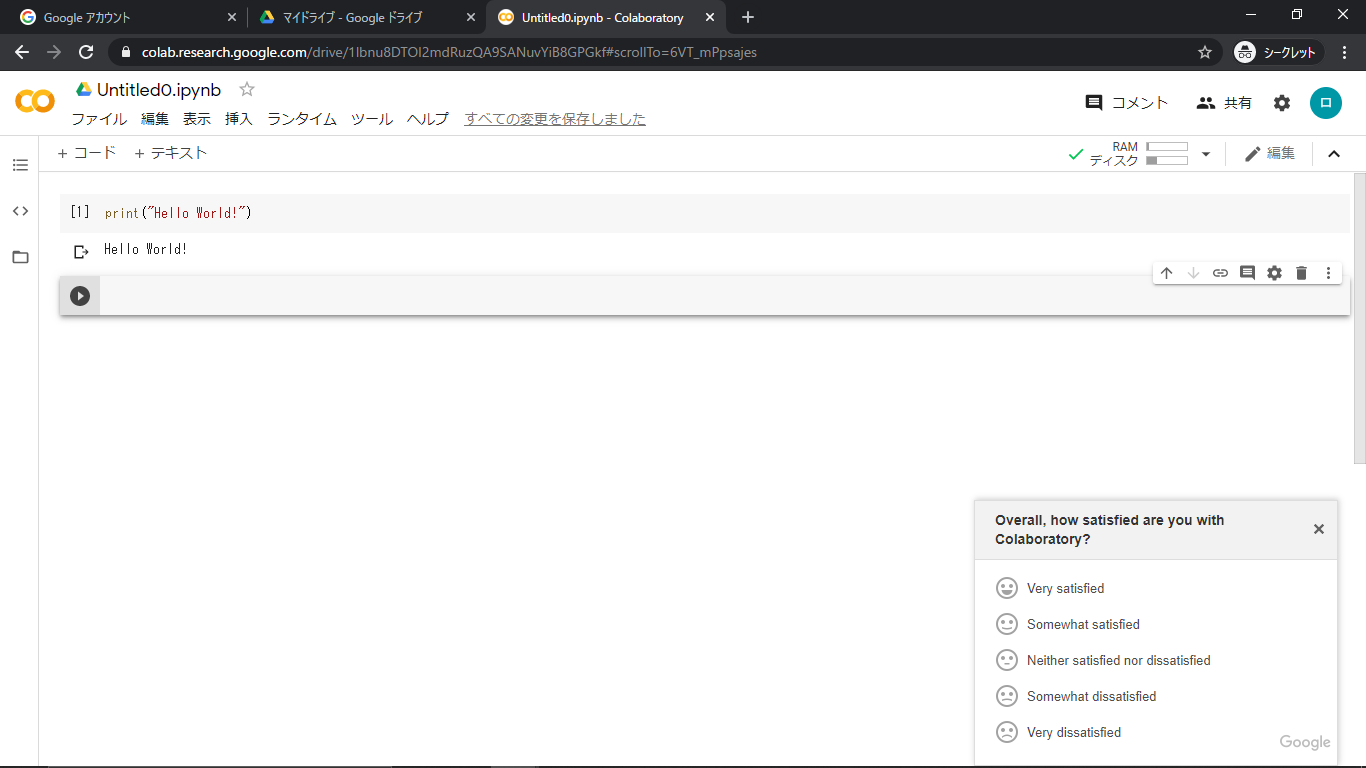 Google アカウント
マイドライブ - Google ドライブ
Untitled0.ipynb - Colaboratory
colab.research.google.com/drive/1Ibnu8DTOI2mdRuzQA9SANuvYiB8GPGkf#scrollTo=6VT_mPpsajes
シークレット
Untitled0.ipynb
コメント
共有
ロ
ファイル 編集 表示 挿入 ランタイム ツール ヘルプ すべての変更を保存しました
+ コード + テキスト
RAM
ディスク
編集
[1] print("Hello World!")
Hello World!
Overall, how satisfied are you with
Colaboratory?
Very satisfied
Somewhat satisfied
Neither satisfied nor dissatisfied
Somewhat dissatisfied
Very dissatisfied
Google